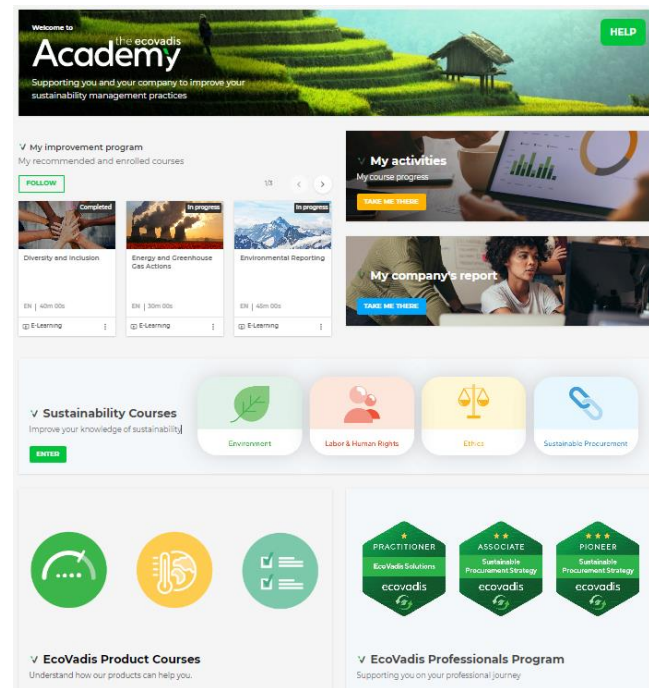 Welcome to
the ecovadis
Academy
Supporting you and your company to improve your
sustainability management practices
HELP
My improvement program
My recommended and enrolled courses
FOLLOW
1/3
Completed
Diversity and Inclusion
EN | 40m 00s
E-Learning
In progress
Energy and Greenhouse
Gas Actions
EN | 30m 00s
E-Learning
In progress
Environmental Reporting
EN | 45m 00s
E-Learning
My activities
My course progress
TAKE ME THERE
My company's report
TAKE ME THERE
Sustainability Courses
Improve your knowledge of sustainability
ENTER
Environment
Labor & Human Rights
Ethics
Sustainable Procurement
EcoVadis Product Courses
Understand how our products can help you.
PRACTITIONER
EcoVadis Solutions
ecovadis
ASSOCIATE
Sustainable
Procurement Strategy
ecovadis
PIONEER
Sustainable
Procurement Strategy
ecovadis
EcoVadis Professionals Program
Supporting you on your professional journey